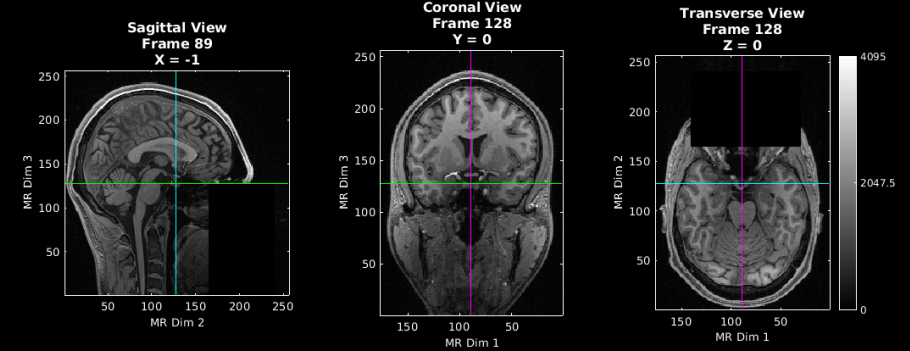 Sagittal View
Frame 89
X = -1
250
200
150
100
50
MR Dim 3
50
100
150
200
250
MR Dim 2
Coronal View
Frame 128
Y = 0
250
200
150
100
50
MR Dim 3
150
100
50
MR Dim 1
Transverse View
Frame 128
Z = 0
250
200
150
100
50
MR Dim 2
150
100
50
MR Dim 1
4095
2047.5
0